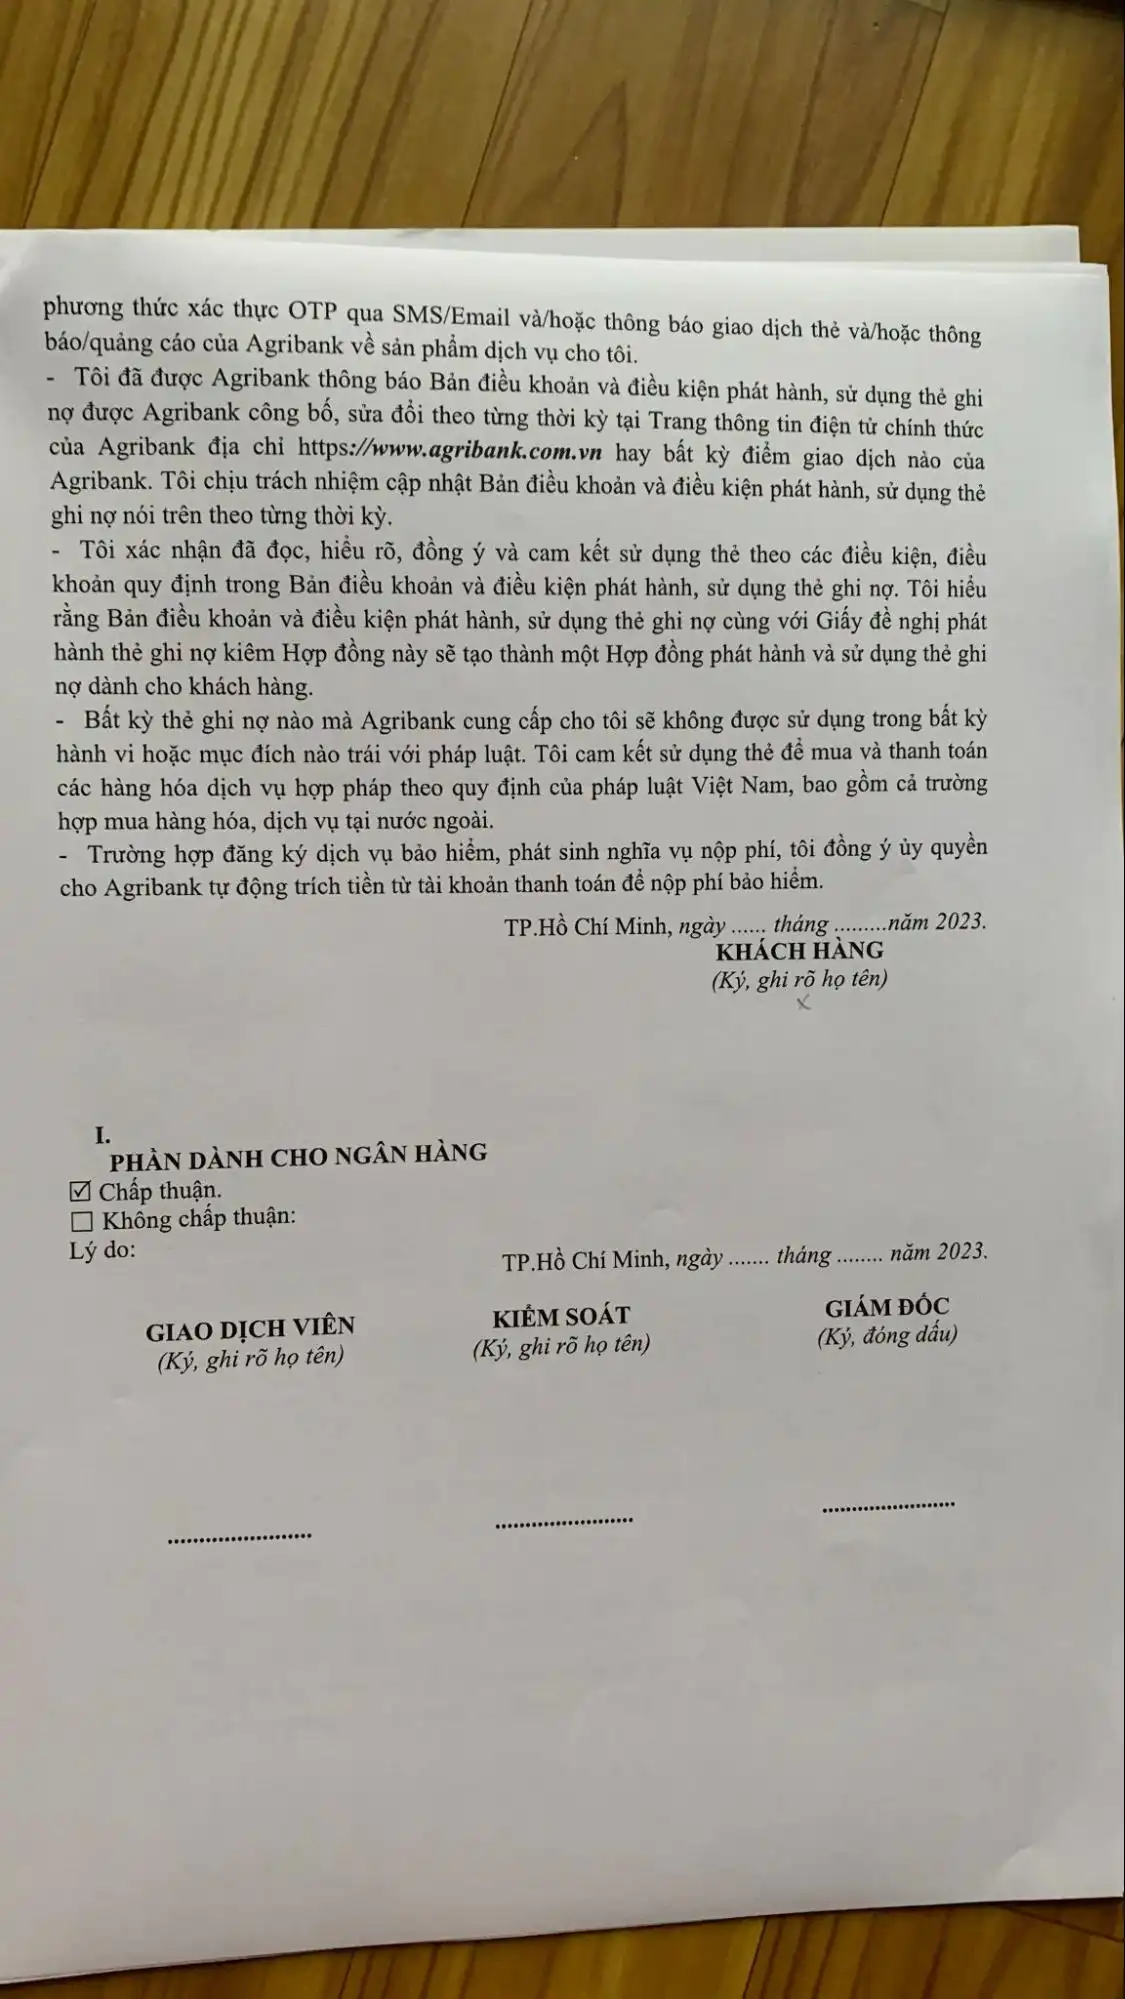 phương thức xác thực OTP qua SMS/Email và/hoặc thông báo giao dịch thẻ và/hoặc thông
báo/quảng cáo của Agribank về sản phẩm dịch vụ cho tôi.
- Tôi đã được Agribank thông báo Bản điều khoản và điều kiện phát hành, sử dụng thẻ ghi
nợ được Agribank công bố, sửa đổi theo từng thời kỳ tại Trang thông tin điện tử chính thức
của Agribank địa chỉ https://www.agribank.com.vn hay bất kỳ điểm giao dịch nào của
Agribank. Tôi chịu trách nhiệm cập nhật Bản điều khoản và điều kiện phát hành, sử dụng thẻ
ghi nợ nói trên theo từng thời kỳ.
- Tôi xác nhận đã đọc, hiểu rõ, đồng ý và cam kết sử dụng thẻ theo các điều kiện, điều
khoản quy định trong Bản điều khoản và điều kiện phát hành, sử dụng thẻ ghi nợ. Tôi hiểu
rằng Bản điều khoản và điều kiện phát hành, sử dụng thẻ ghi nợ cùng với Giấy đề nghị phát
hành thẻ ghi nợ kiêm Hợp đồng này sẽ tạo thành một Hợp đồng phát hành và sử dụng thẻ ghi
nợ dành cho khách hàng.
- Bất kỳ thẻ ghi nợ nào mà Agribank cung cấp cho tôi sẽ không được sử dụng trong bất kỳ
hành vi hoặc mục đích nào trái với pháp luật. Tôi cam kết sử dụng thẻ để mua và thanh toán
các hàng hóa dịch vụ hợp pháp theo quy định của pháp luật Việt Nam, bao gồm cả trường
hợp mua hàng hóa, dịch vụ tại nước ngoài.
- Trường hợp đăng ký dịch vụ bảo hiểm, phát sinh nghĩa vụ nộp phí, tôi đồng ý ủy quyền
cho Agribank tự động trích tiền từ tài khoản thanh toán để nộp phí bảo hiểm.
TP.Hồ Chí Minh, ngày ...... tháng .........năm 2023.
KHÁCH HÀNG
(Ký, ghi rõ họ tên)
x
I.
PHẦN DÀNH CHO NGÂN HÀNG
☑ Chấp thuận.
☐ Không chấp thuận:
Lý do:
TP.Hồ Chí Minh, ngày ....... tháng ........ năm 2023.
GIAO DỊCH VIÊN KIỂM SOÁT GIÁM ĐỐC
(Ký, ghi rõ họ tên) (Ký, ghi rõ họ tên) (Ký, đóng dấu)
....................... ....................... .......................